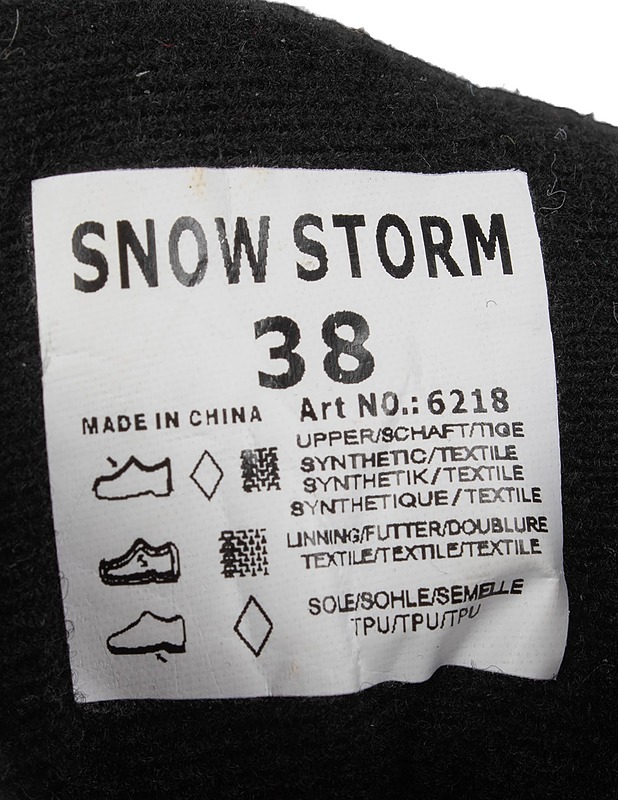 SNOW STORM
38
MADE IN CHINA
Art NO.: 6218
UPPER/SCHAFT/TIGE
SYNTHETIC/TEXTILE
SYNTHETIK/TEXTILE
SYNTHETIQUE/TEXTILE
LINNING/FUTTER/DOUBLURE
TEXTILE/TEXTILE/TEXTILE
SOLE/SOHLE/SEMELLE
TPU/TPU/TPU